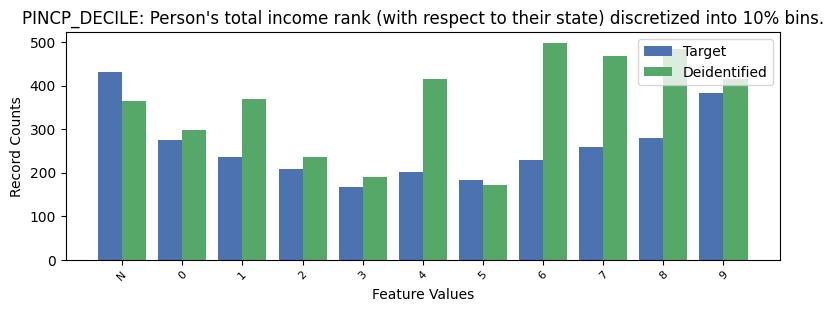 PINCP_DECILE: Person's total income rank (with respect to their state) discretized into 10% bins.
500
400
300
200
100
0
Record Counts
Target
Deidentified
N 0 1 2 3 4 5 6 7 8 9
Feature Values